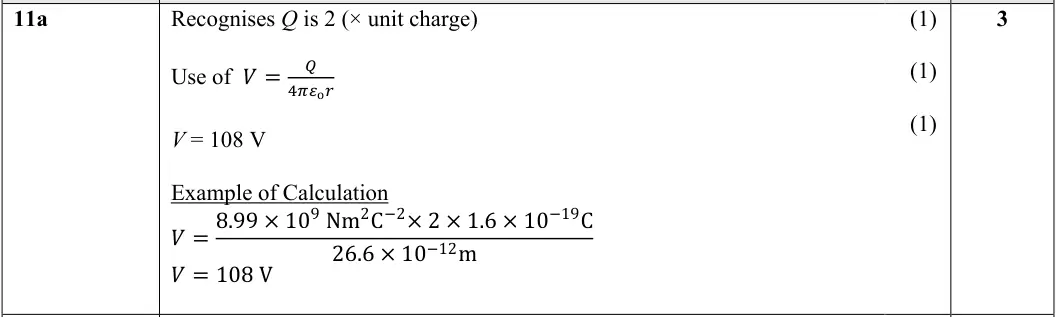 11a Recognises Q is 2 (× unit charge) (1) 3
Use of V = Q/4πε₀r (1)
V = 108 V (1)
Example of Calculation
V = 8.99 × 10⁹ Nm²C⁻²× 2 × 1.6 × 10⁻¹⁹C / 26.6 × 10⁻¹²m
V = 108 V